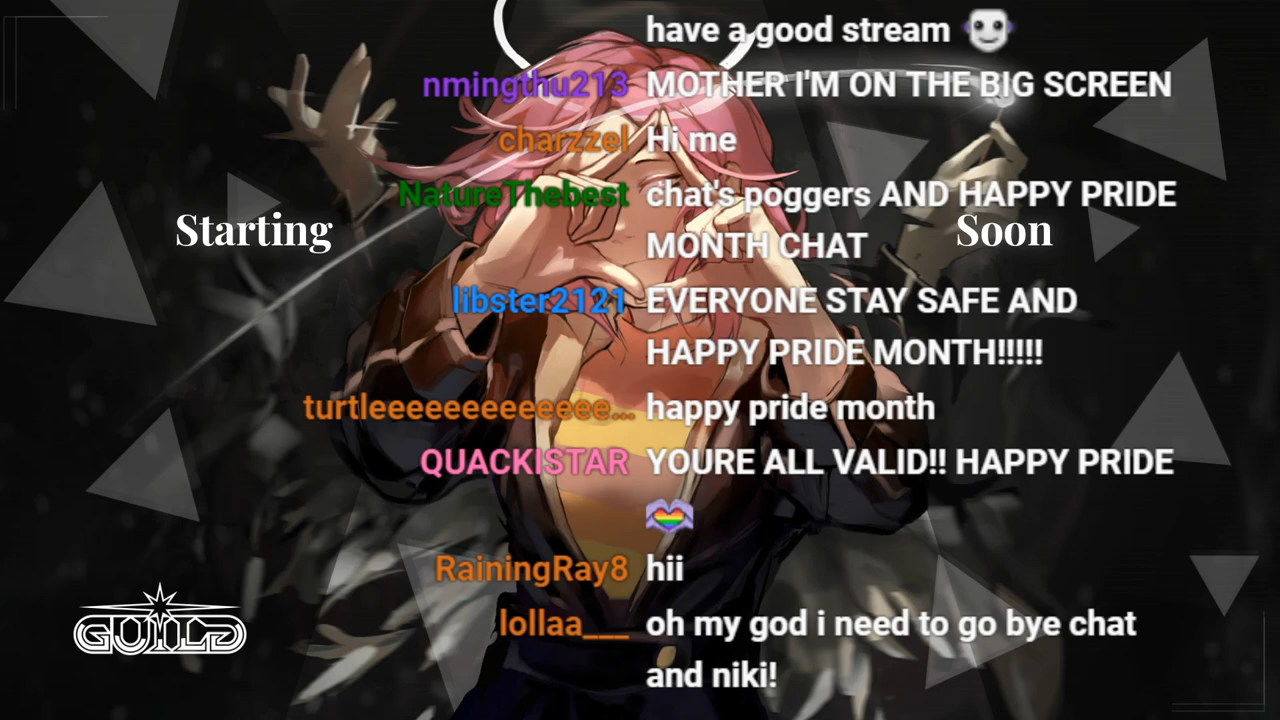 have a good stream
nmingthu213 MOTHER I'M ON THE BIG SCREEN
charzzel Hi me
NatureThebest chat's poggers AND HAPPY PRIDE
MONTH CHAT
Starting Soon
libster2121 EVERYONE STAY SAFE AND
HAPPY PRIDE MONTH!!!!!
turtleeeeeeeeeeeee... happy pride month
QUACKISTAR YOURE ALL VALID!! HAPPY PRIDE
RainingRay8 hii
lollaa___ oh my god i need to go bye chat
and niki!
GUILD